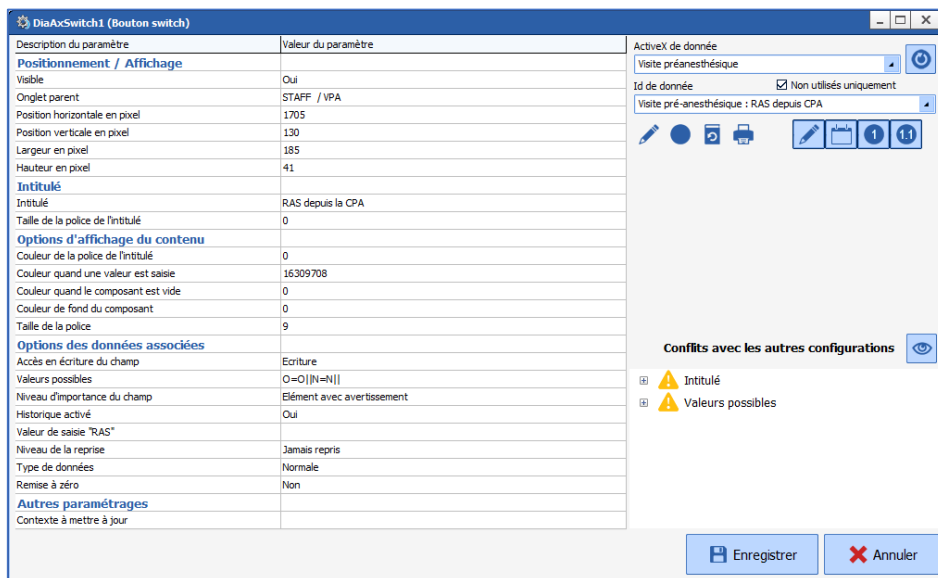 DiaAxSwitch1 (Bouton switch)
Description du paramètre Valeur du paramètre
Positionnement / Affichage
Visible Oui
Onglet parent STAFF / VPA
Position horizontale en pixel 1705
Position verticale en pixel 130
Largeur en pixel 185
Hauteur en pixel 41
Intitulé
Intitulé RAS depuis la CPA
Taille de la police de l'intitulé 0
Options d'affichage du contenu
Couleur de la police de l'intitulé 0
Couleur quand une valeur est saisie 16309708
Couleur quand le composant est vide 0
Couleur de fond du composant 0
Taille de la police 9
Options des données associées
Accès en écriture du champ Ecriture
Valeurs possibles O=O||N=N||
Niveau d'importance du champ Elément avec avertissement
Historique activé Oui
Valeur de saisie "RAS"
Niveau de la reprise Jamais repris
Type de données Normale
Remise à zéro Non
Autres paramétrages
Contexte à mettre à jour
ActiveX de donnée
Visite préanesthésique
Id de donnée Non utilisés uniquement
Visite pré-anesthésique : RAS depuis CPA
1 1.1
Conflits avec les autres configurations
Intitulé
Valeurs possibles
Enregistrer Annuler